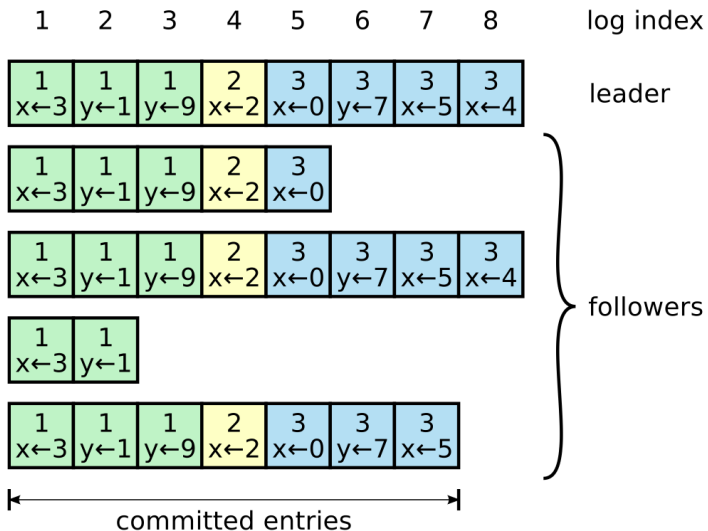 1 2 3 4 5 6 7 8 log index
1 1 1 2 3 3 3 3
x←3 y←1 y←9 x←2 x←0 y←7 x←5 x←4
leader
1 1 1 2 3
x←3 y←1 y←9 x←2 x←0
1 1 1 2 3 3 3 3
x←3 y←1 y←9 x←2 x←0 y←7 x←5 x←4
followers
1 1
x←3 y←1
1 1 1 2 3 3 3
x←3 y←1 y←9 x←2 x←0 y←7 x←5
committed entries